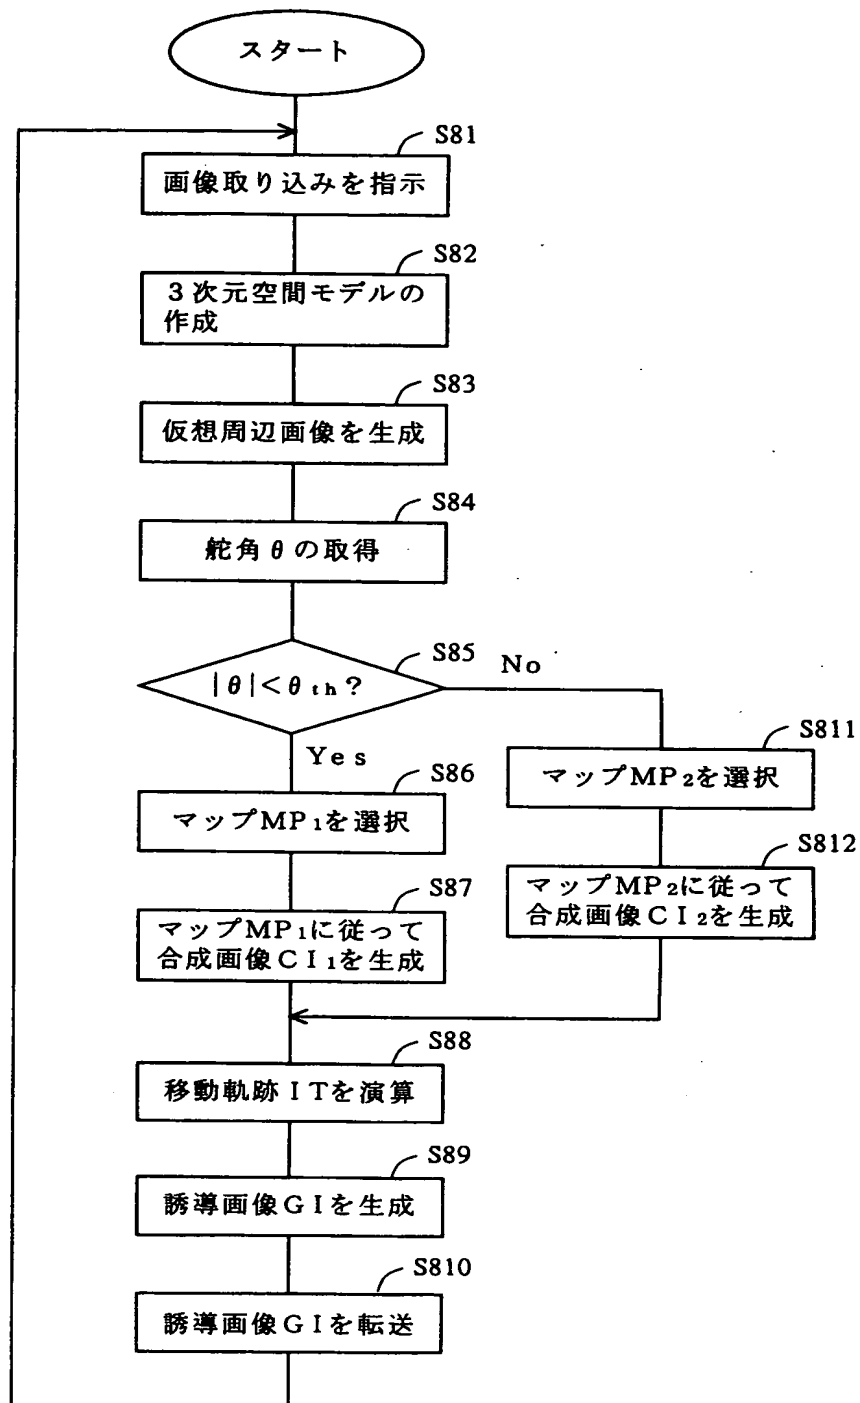 スタート
S81
画像取り込みを指示
S82
3次元空間モデルの
作成
S83
仮想周辺画像を生成
S84
舵角θの取得
S85
|θ|<θth?
No
Yes
S86
マップMP1を選択
S87
マップMP1に従って
合成画像CI1を生成
S811
マップMP2を選択
S812
マップMP2に従って
合成画像CI2を生成
S88
移動軌跡ITを演算
S89
誘導画像GIを生成
S810
誘導画像GIを転送